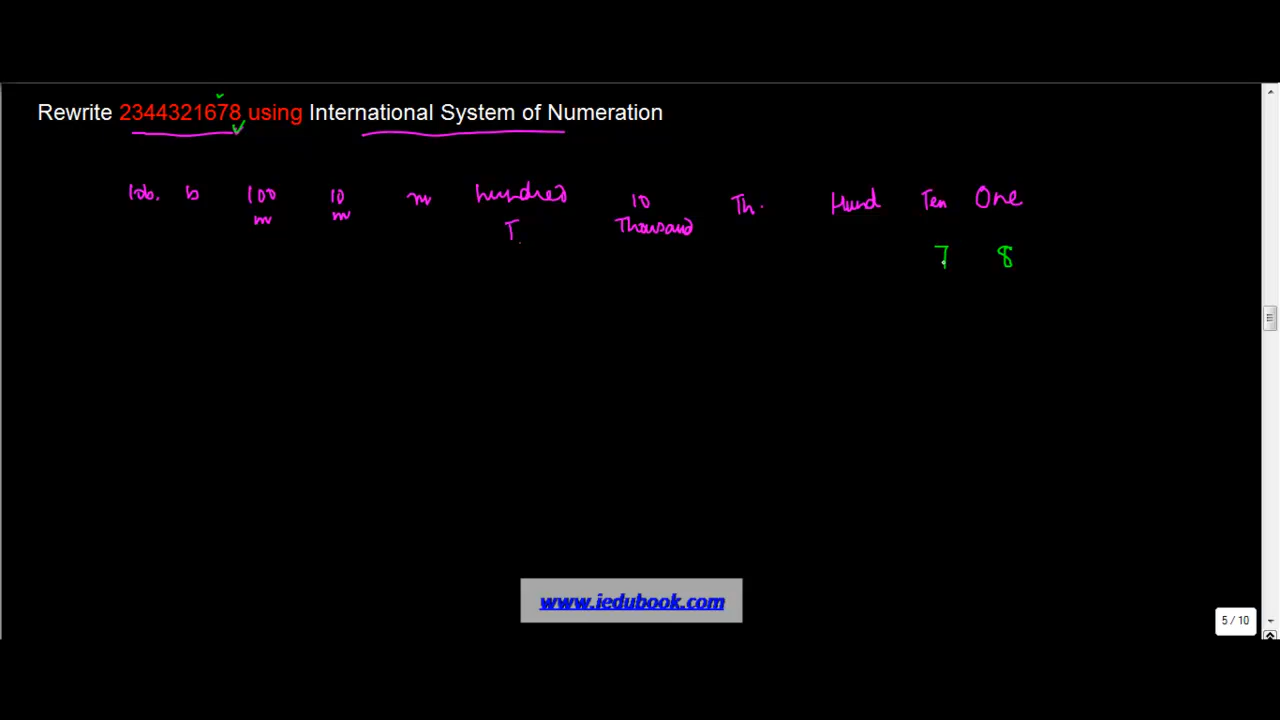 Rewrite 2344321678 using International System of Numeration
10b. b 100 10 m hundred 10 Th. Hund Ten One
m m T. Thousand
7 8
www.iedubook.com
5 / 10